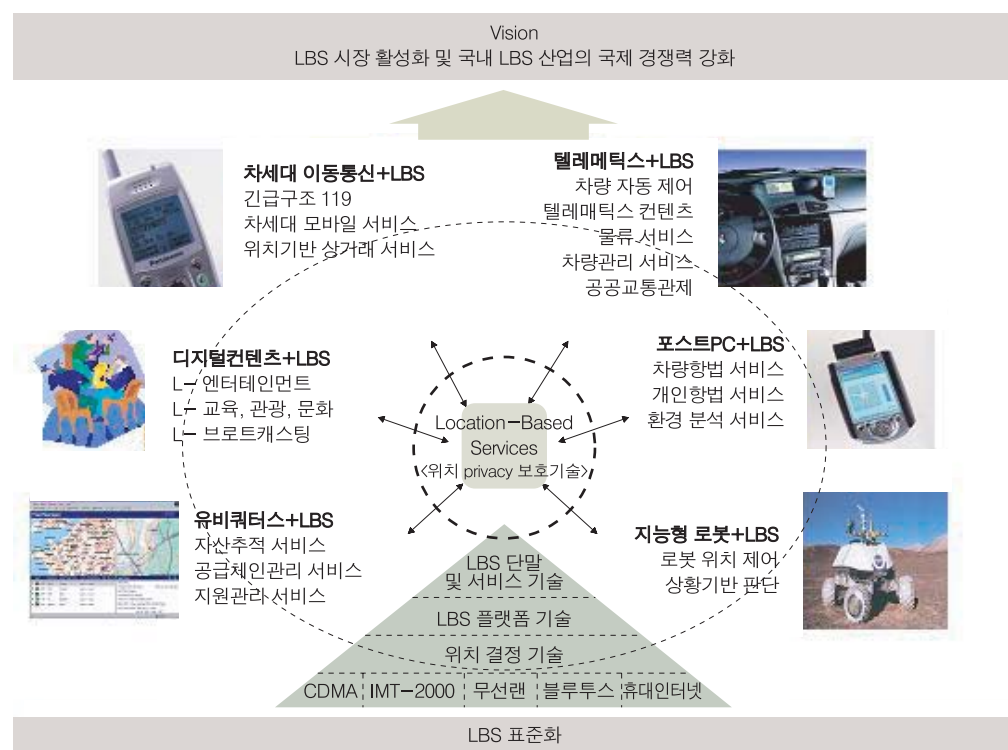 Vision
LBS 시장 활성화 및 국내 LBS 산업의 국제 경쟁력 강화
차세대 이동통신+LBS
긴급구조 119
차세대 모바일 서비스
위치기반 상거래 서비스
텔레메틱스+LBS
차량 자동 제어
텔레매틱스 컨텐츠
물류 서비스
차량관리 서비스
공공교통관제
디지털컨텐츠+LBS
L- 엔터테인먼트
L- 교육, 관광, 문화
L- 브로트캐스팅
포스트PC+LBS
차량항법 서비스
개인항법 서비스
환경 분석 서비스
Location-Based
Services
<위치 privacy 보호기술>
유비쿼터스+LBS
자산추적 서비스
공급체인관리 서비스
지원관리 서비스
지능형 로봇+LBS
로봇 위치 제어
상황기반 판단
LBS 단말
및 서비스 기술
LBS 플랫폼 기술
위치 결정 기술
CDMA IMT-2000 무선랜 블루투스 휴대인터넷
LBS 표준화